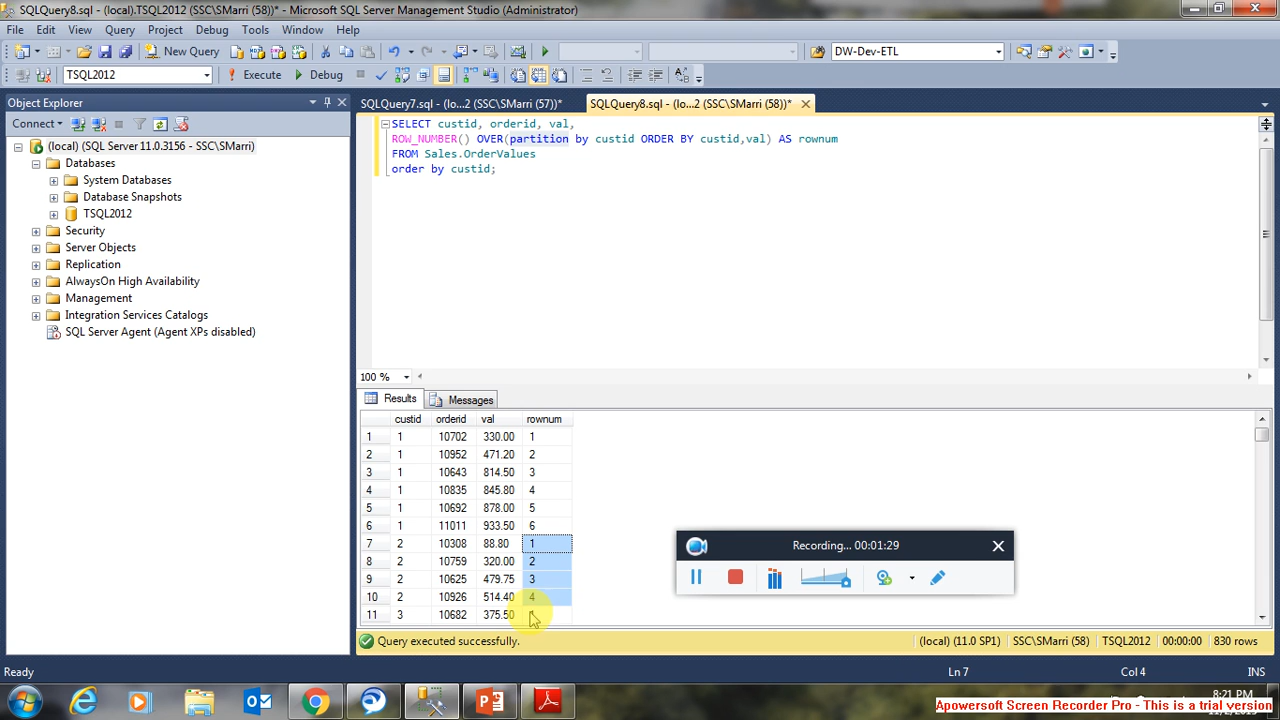 SQLQuery8.sql - (local).TSQL2012 (SSC\SMarri (58))* - Microsoft SQL Server Management Studio (Administrator)
File Edit View Query Project Debug Tools Window Help
New Query DW-Dev-ETL
TSQL2012 Execute Debug
Object Explorer
SQLQuery7.sql - (lo...2 (SSC\SMarri (57))*
SQLQuery8.sql - (lo...2 (SSC\SMarri (58))*
Connect
(local) (SQL Server 11.0.3156 - SSC\SMarri)
Databases
System Databases
Database Snapshots
TSQL2012
Security
Server Objects
Replication
AlwaysOn High Availability
Management
Integration Services Catalogs
SQL Server Agent (Agent XPs disabled)
SELECT custid, orderid, val,
ROW_NUMBER() OVER(partition by custid ORDER BY custid,val) AS rownum
FROM Sales.OrderValues
order by custid;
100 %
Results Messages
custid orderid val rownum
1 1 10702 330.00 1
2 1 10952 471.20 2
3 1 10643 814.50 3
4 1 10835 845.80 4
5 1 10692 878.00 5
6 1 11011 933.50 6
7 2 10308 88.80 1
8 2 10759 320.00 2
9 2 10625 479.75 3
10 2 10926 514.40 4
11 3 10682 375.50
Recording... 00:01:29
Query executed successfully.
(local) (11.0 SP1) SSC\SMarri (58) TSQL2012 00:00:00 830 rows
Ready Ln 7 Col 4 INS
8:21 PM
Apowersoft Screen Recorder Pro - This is a trial version